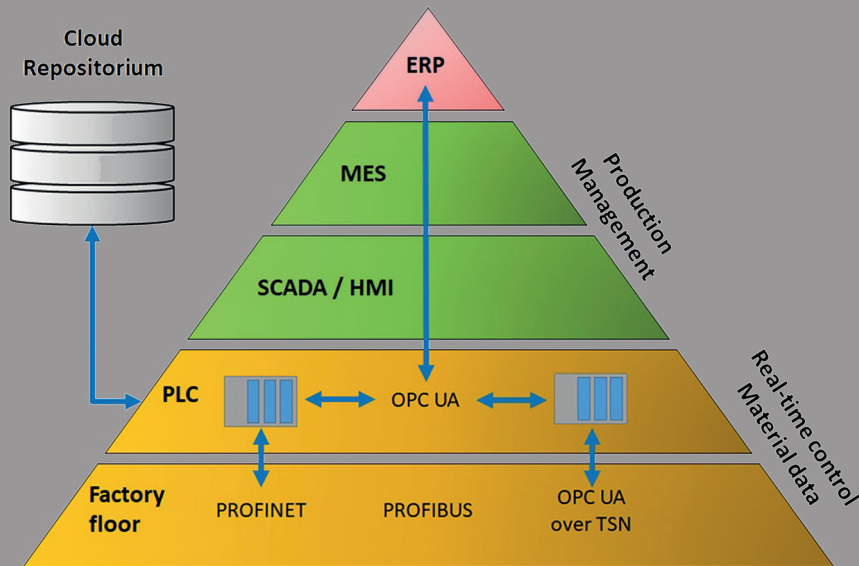 Cloud
Repositorium
ERP
MES
Production
Management
SCADA / HMI
PLC
OPC UA
Real-time control
Material data
Factory
floor
PROFINET
PROFIBUS
OPC UA
over TSN